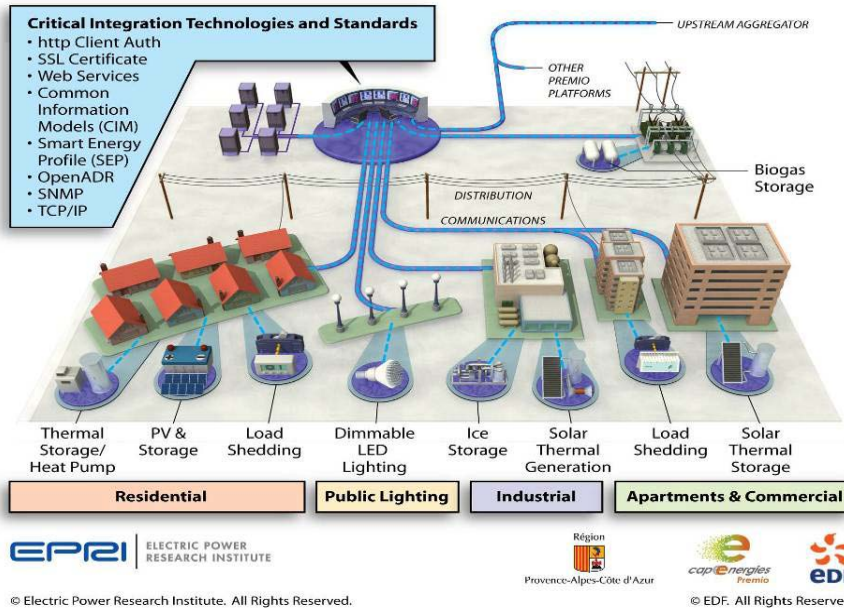 Critical Integration Technologies and Standards
• http Client Auth
• SSL Certificate
• Web Services
• Common
Information
Models (CIM)
• Smart Energy
Profile (SEP)
• OpenADR
• SNMP
• TCP/IP
UPSTREAM AGGREGATOR
OTHER
PREMIO
PLATFORMS
Biogas
Storage
DISTRIBUTION
COMMUNICATIONS
Thermal
Storage/
Heat Pump
PV &
Storage
Load
Shedding
Dimmable
LED
Lighting
Ice
Storage
Solar
Thermal
Generation
Load
Shedding
Solar
Thermal
Storage
Residential
Public Lighting
Industrial
Apartments & Commercial
EPRI ELECTRIC POWER
RESEARCH INSTITUTE
Région
Provence-Alpes-Côte d'Azur
capenergies
Premio
eDF
© Electric Power Research Institute. All Rights Reserved.
© EDF. All Rights Reserve